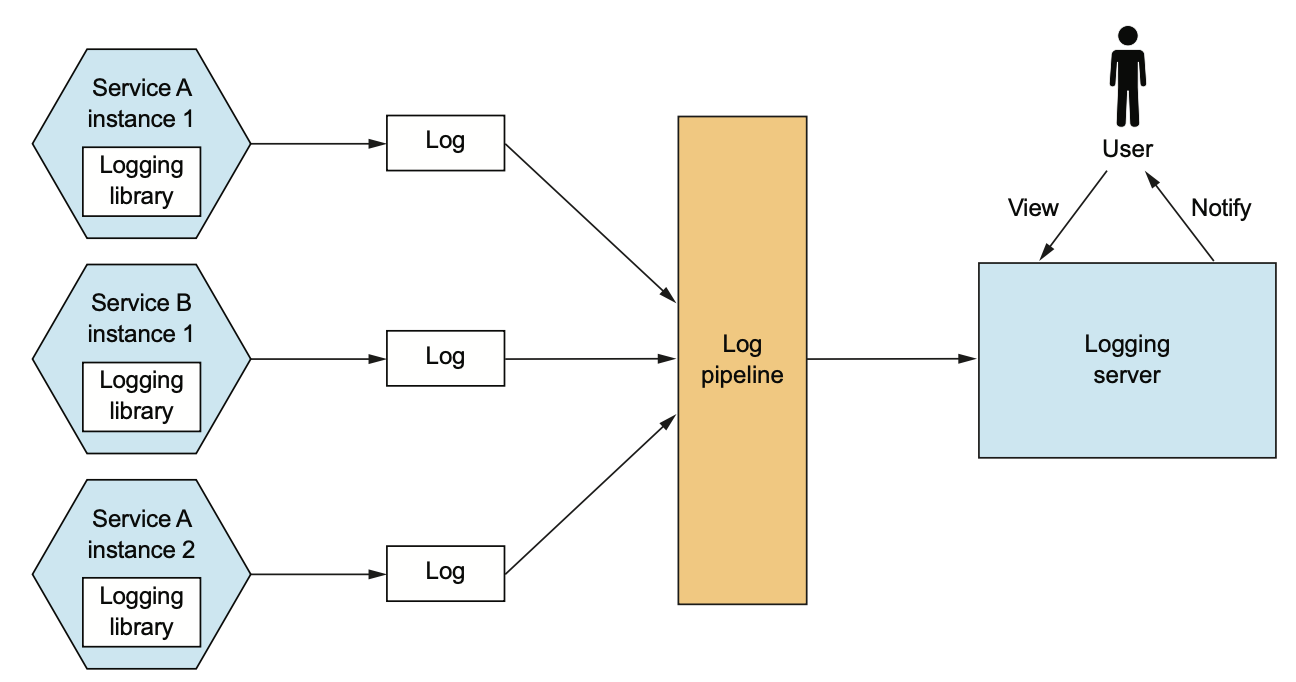 Service A
instance 1
Logging
library
Log
Service B
instance 1
Logging
library
Log
Service A
instance 2
Logging
library
Log
Log
pipeline
User
View
Notify
Logging
server